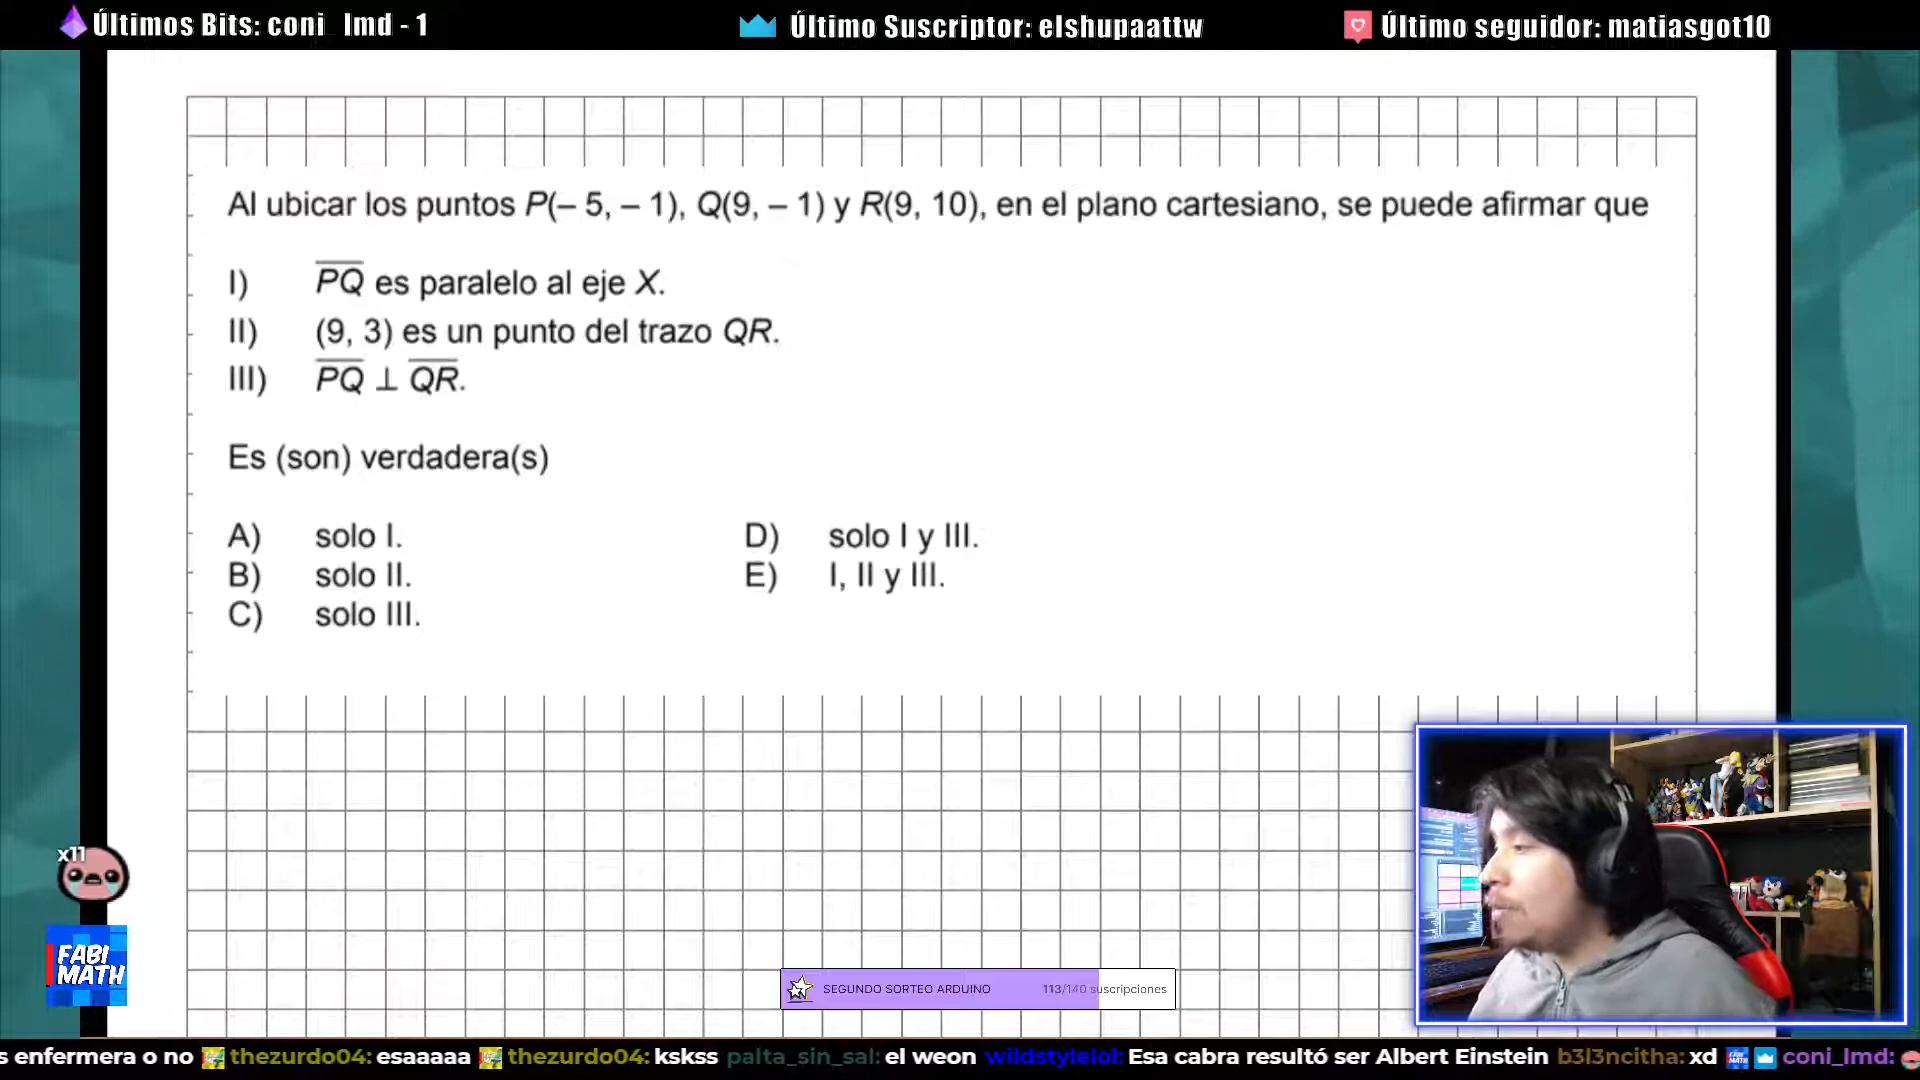 Últimos Bits: coni_lmd - 1
Último Suscriptor: elshupaattw
Último seguidor: matiasgot10
Al ubicar los puntos P(– 5, – 1), Q(9, – 1) y R(9, 10), en el plano cartesiano, se puede afirmar que
I) P̅Q̅ es paralelo al eje X.
II) (9, 3) es un punto del trazo QR.
III) P̅Q̅ ⊥ Q̅R̅.
Es (son) verdadera(s)
A) solo I.
B) solo II.
C) solo III.
D) solo I y III.
E) I, II y III.
x11
FABI
MATH
SEGUNDO SORTEO ARDUINO 113/140 suscripciones
s enfermera o no thezurdo04: esaaaaa thezurdo04: kskss palta_sin_sal: el weon wildstylelol: Esa cabra resultó ser Albert Einstein b3l3ncitha: xd coni_lmd: